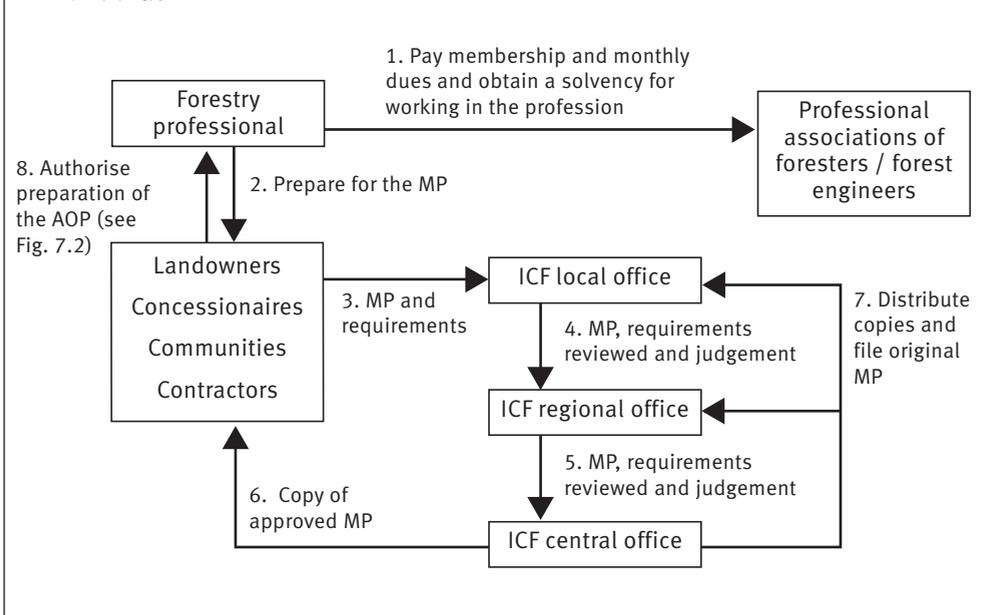 1. Pay membership and monthly
dues and obtain a solvency for
working in the profession
Forestry
professional
Professional
associations of
foresters / forest
engineers
8. Authorise
preparation of
the AOP (see
Fig. 7.2)
2. Prepare for the MP
Landowners
Concessionaires
Communities
Contractors
3. MP and
requirements
ICF local office
4. MP, requirements
reviewed and judgement
7. Distribute
copies and
file original
MP
ICF regional office
5. MP, requirements
reviewed and judgement
6. Copy of
approved MP
ICF central office